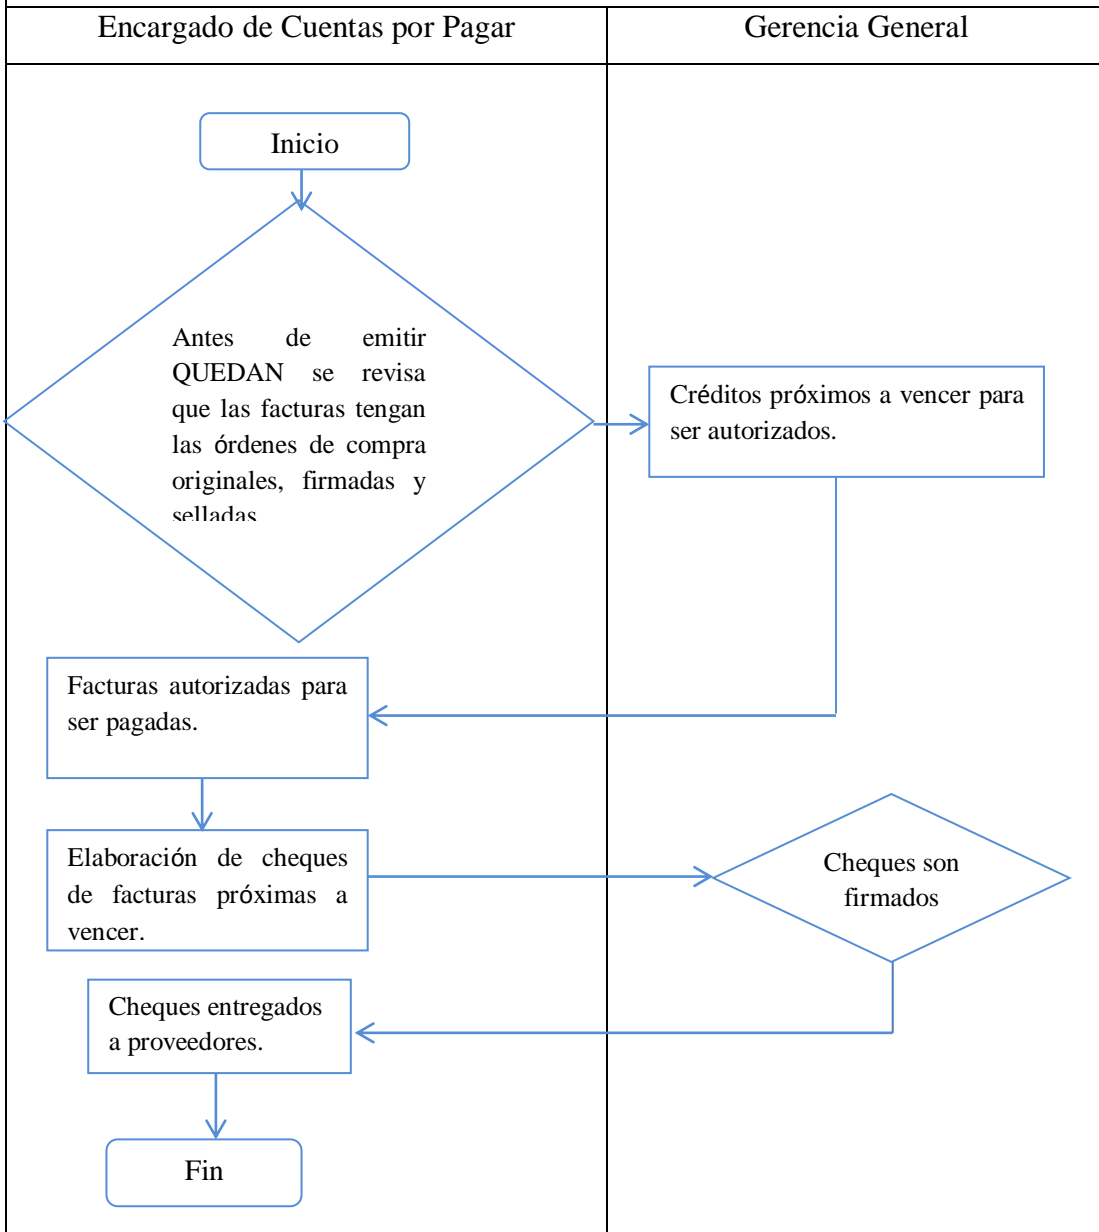 Encargado de Cuentas por Pagar
Gerencia General
Inicio
Antes de emitir
QUEDAN se revisa
que las facturas tengan
las órdenes de compra
originales, firmadas y
selladas
Créditos próximos a vencer para
ser autorizados.
Facturas autorizadas para
ser pagadas.
Elaboración de cheques
de facturas próximas a
vencer.
Cheques son
firmados
Cheques entregados
a proveedores.
Fin